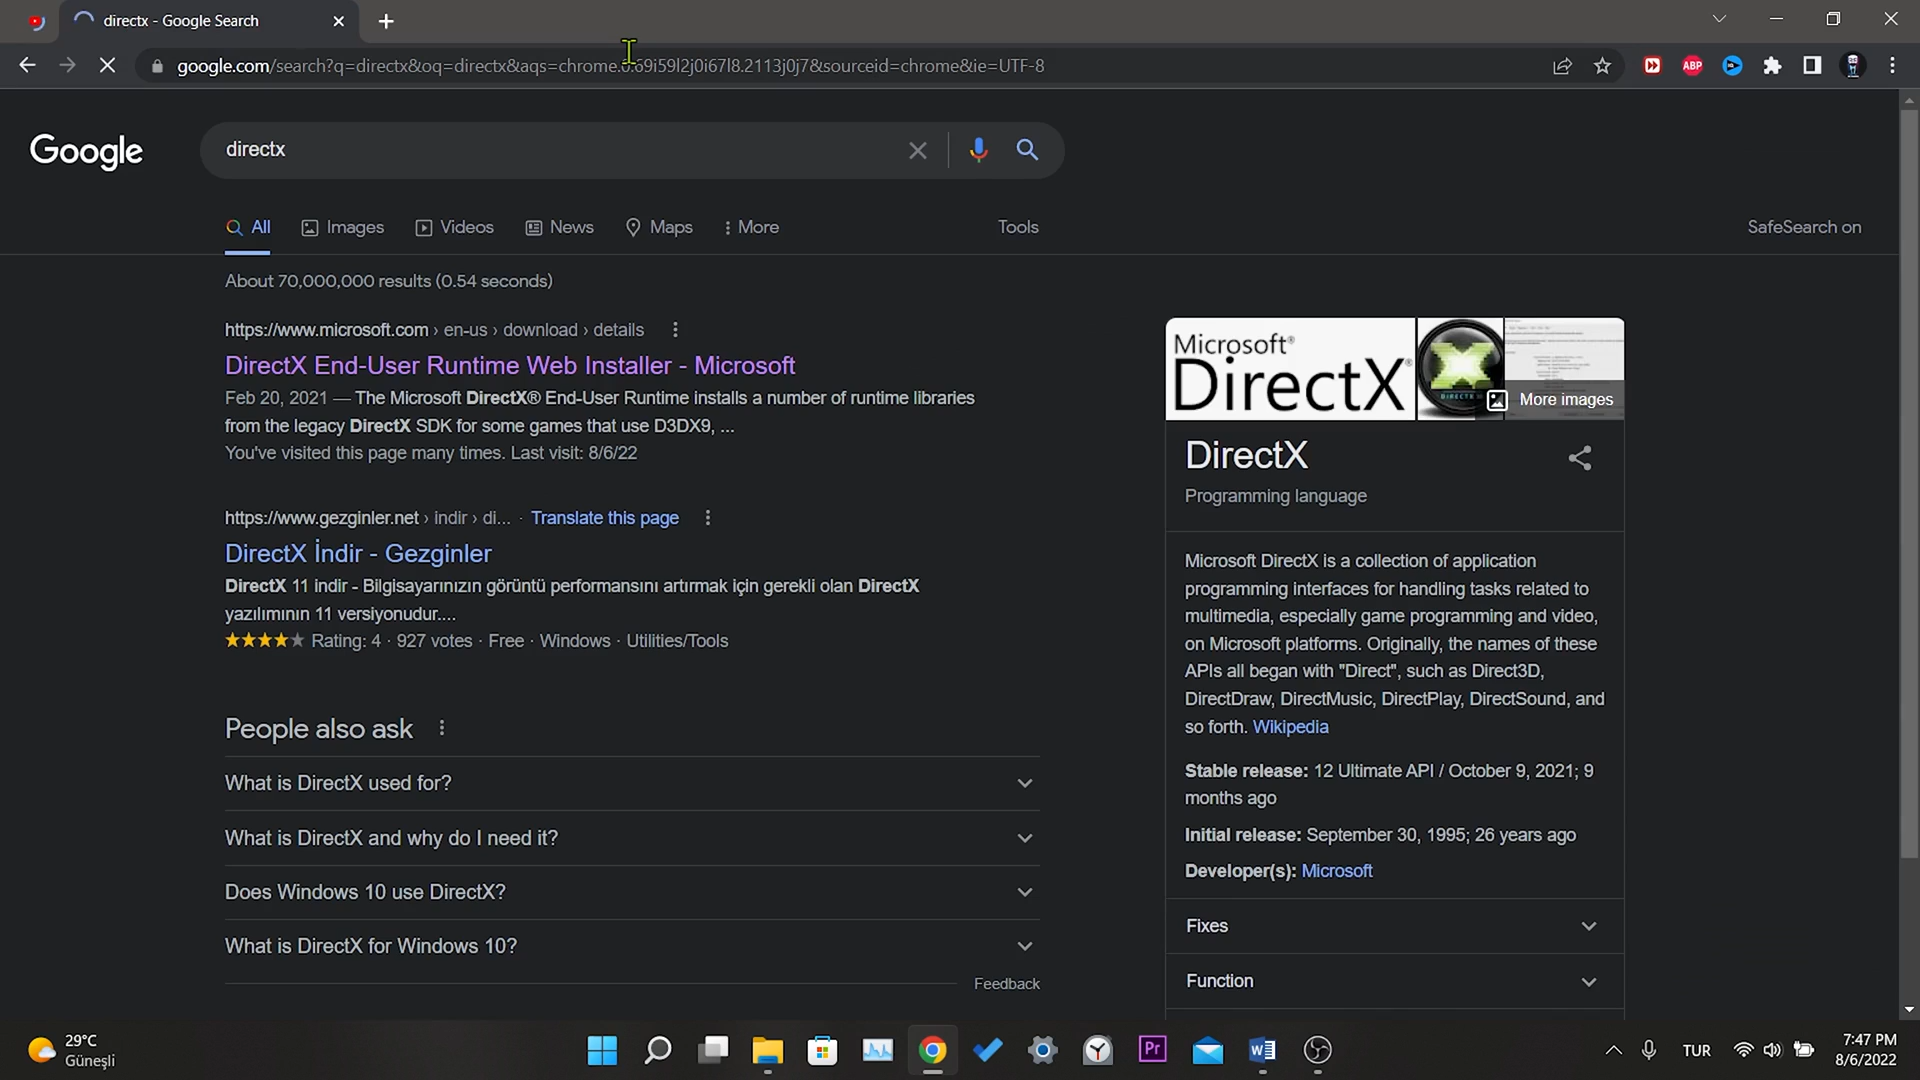 directx - Google Search
google.com/search?q=directx&oq=directx&aqs=chrome.0.69i59l2j0i67l8.2113j0j7&sourceid=chrome&ie=UTF-8
ABP
Google
directx
All
Images
Videos
News
Maps
More
Tools
SafeSearch on
About 70,000,000 results (0.54 seconds)
https://www.microsoft.com › en-us › download › details
DirectX End-User Runtime Web Installer - Microsoft
Feb 20, 2021 — The Microsoft DirectX® End-User Runtime installs a number of runtime libraries
from the legacy DirectX SDK for some games that use D3DX9, ...
You've visited this page many times. Last visit: 8/6/22
https://www.gezginler.net › indir › di... · Translate this page
DirectX İndir - Gezginler
DirectX 11 indir - Bilgisayarınızın görüntü performansını artırmak için gerekli olan DirectX
yazılımının 11 versiyonudur....
Rating: 4 · 927 votes · Free · Windows · Utilities/Tools
People also ask
What is DirectX used for?
What is DirectX and why do I need it?
Does Windows 10 use DirectX?
What is DirectX for Windows 10?
Feedback
Microsoft®
DirectX®
More images
DirectX
Programming language
Microsoft DirectX is a collection of application
programming interfaces for handling tasks related to
multimedia, especially game programming and video,
on Microsoft platforms. Originally, the names of these
APIs all began with "Direct", such as Direct3D,
DirectDraw, DirectMusic, DirectPlay, DirectSound, and
so forth. Wikipedia
Stable release: 12 Ultimate API / October 9, 2021; 9
months ago
Initial release: September 30, 1995; 26 years ago
Developer(s): Microsoft
Fixes
Function
29°C
Güneşli
Pr
TUR
7:47 PM
8/6/2022